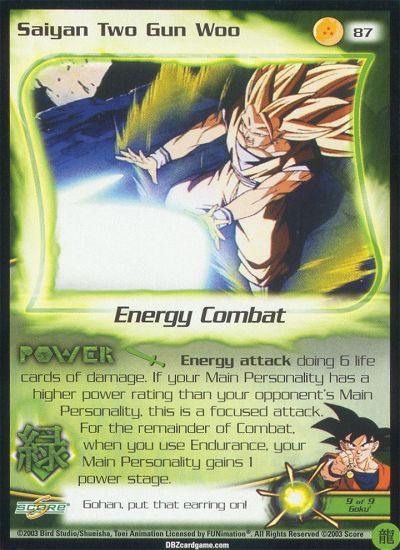 Saiyan Two Gun Woo
87
Energy Combat
POWER Energy attack doing 6 life
cards of damage. If your Main Personality has a
higher power rating than your opponent's Main
Personality, this is a focused attack.
For the remainder of Combat,
when you use Endurance, your
Main Personality gains 1
power stage.
緑
SCORE
Gohan, put that earring on!
9 of 9
Goku
龍
©2003 Bird Studio/Shueisha, Toei Animation Licensed by FUNimation®. All Rights Reserved ©2003 Score
DBZcardgame.com